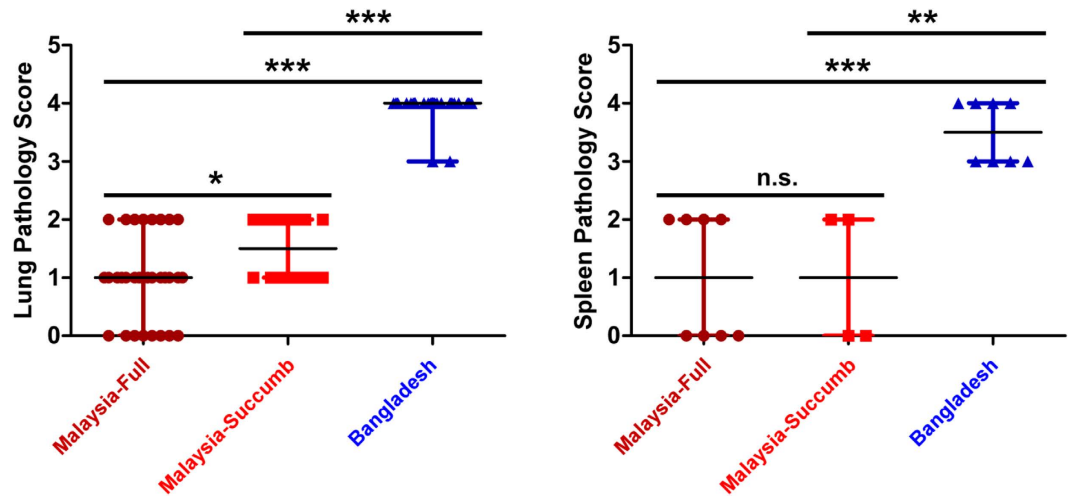 ***
***
*
Lung Pathology Score
5
4
3
2
1
0
Malaysia-Full
Malaysia-Succumb
Bangladesh
**
***
n.s.
Spleen Pathology Score
5
4
3
2
1
0
Malaysia-Full
Malaysia-Succumb
Bangladesh